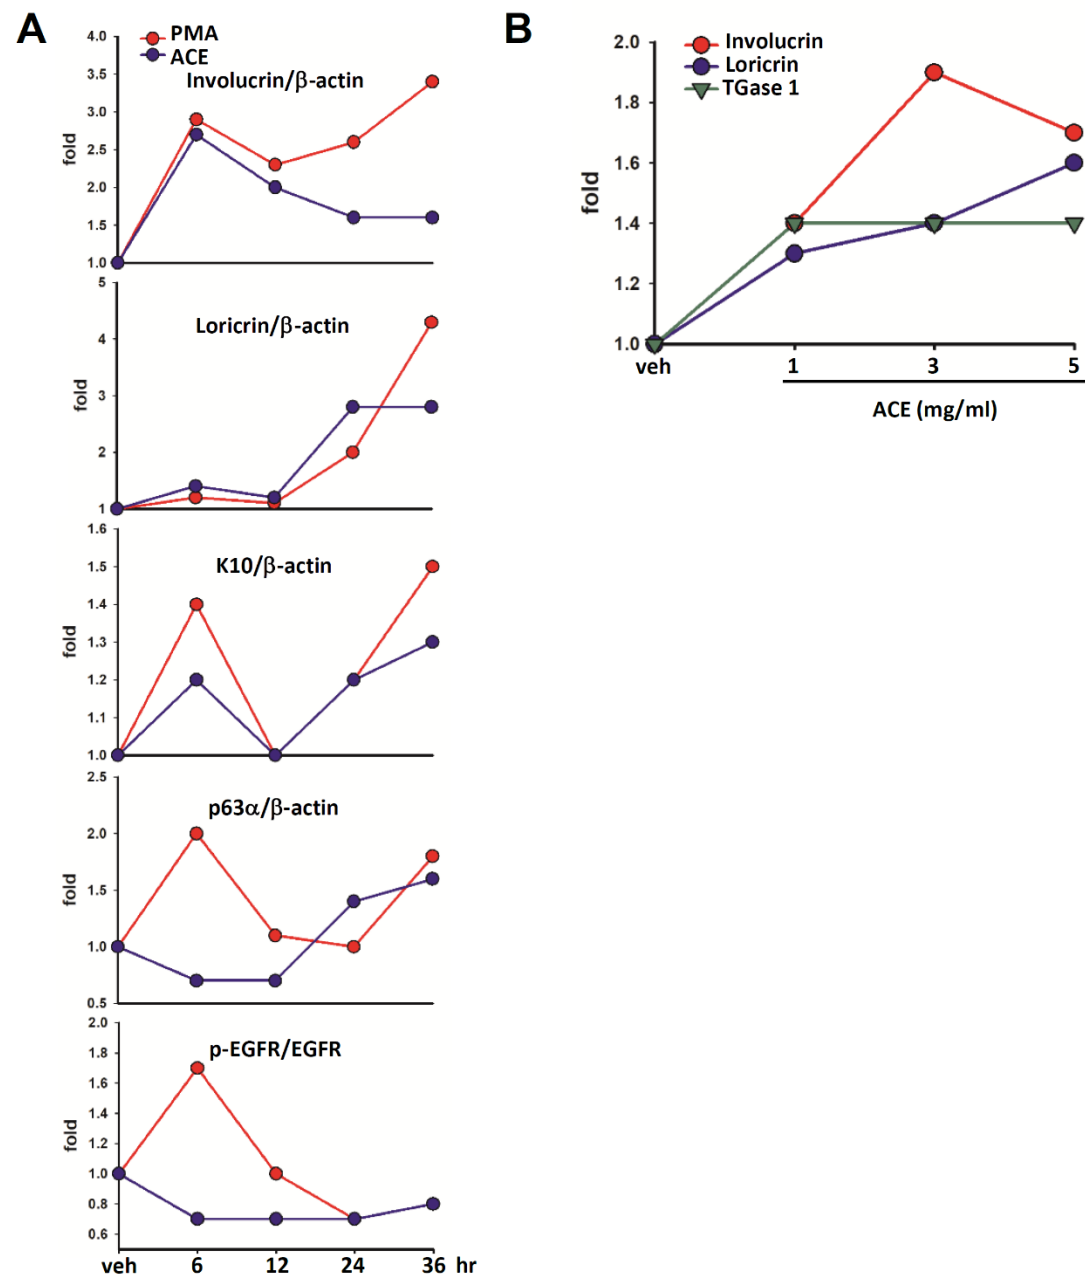 A
B
PMA
ACE
Involucrin/β-actin
fold
4.0
3.5
3.0
2.5
2.0
1.5
1.0
Loricrin/β-actin
fold
5
4
3
2
1
K10/β-actin
fold
1.6
1.5
1.4
1.3
1.2
1.1
1.0
p63α/β-actin
fold
2.5
2.0
1.5
1.0
0.5
p-EGFR/EGFR
fold
2.0
1.8
1.6
1.4
1.2
1.0
0.8
0.6
veh 6 12 24 36 hr
Involucrin
Loricrin
TGase 1
fold
2.0
1.8
1.6
1.4
1.2
1.0
veh 1 3 5
ACE (mg/ml)